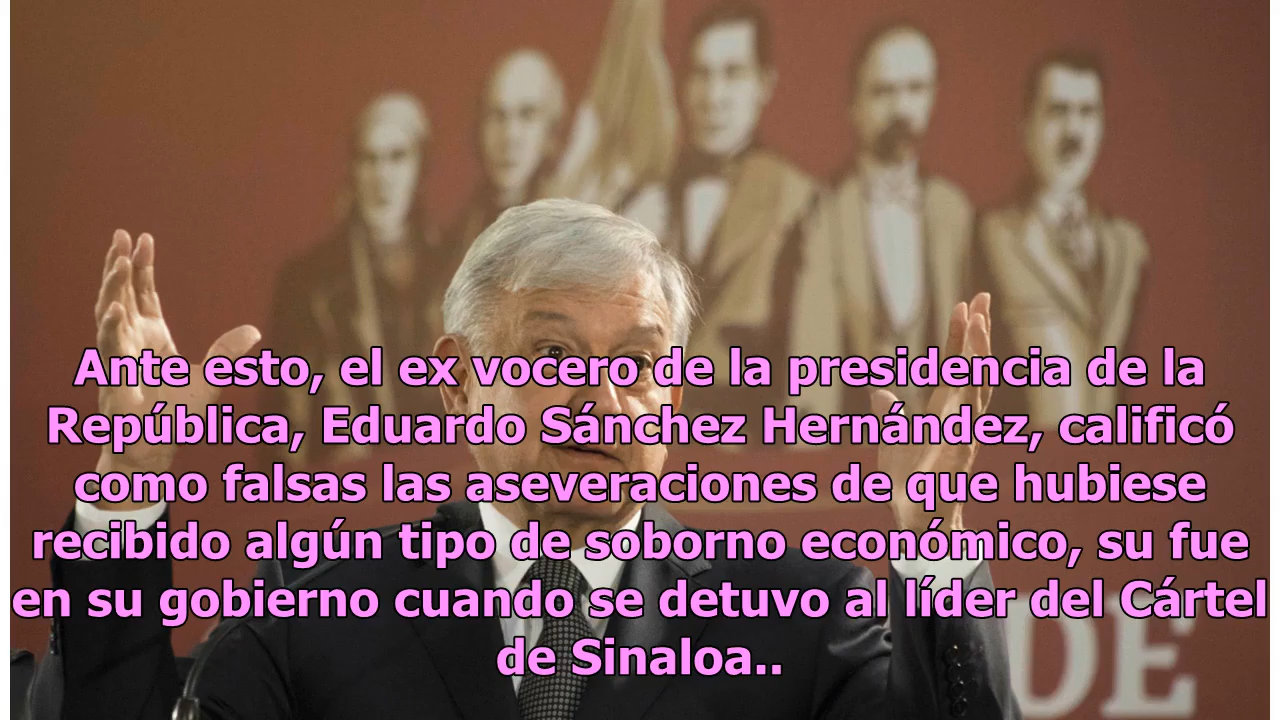 Ante esto, el ex vocero de la presidencia de la
República, Eduardo Sánchez Hernández, calificó
como falsas las aseveraciones de que hubiese
recibido algún tipo de soborno económico, su fue
en su gobierno cuando se detuvo al líder del Cártel
de Sinaloa..
DE